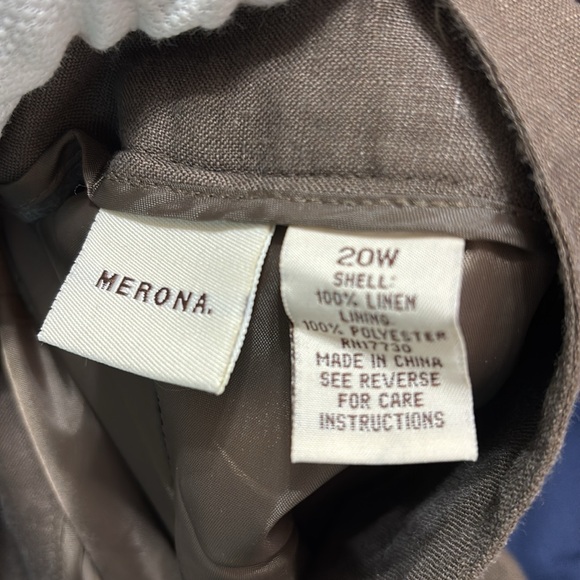 MERONA.
20W
SHELL:
100% LINEN
LINING:
100% POLYESTER
RN17730
MADE IN CHINA
SEE REVERSE
FOR CARE
INSTRUCTIONS